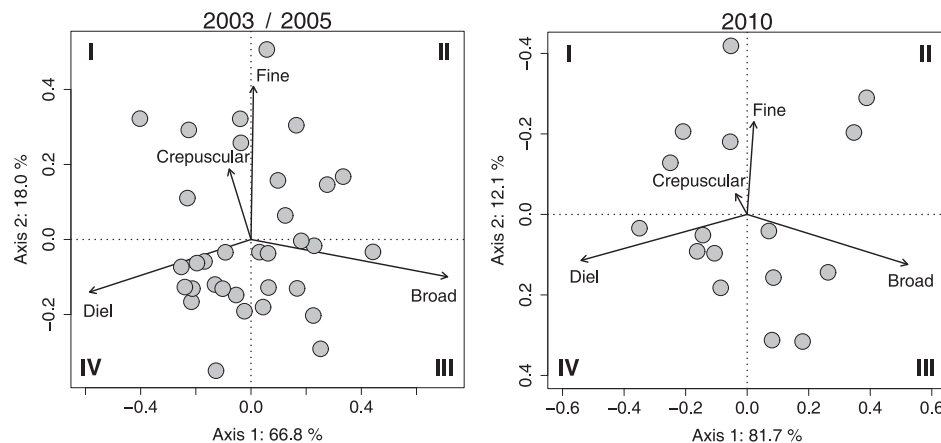 2003 / 2005
I
II
Fine
Crepuscular
Diel
Broad
IV
III
0.4
0.2
0.0
−0.2
Axis 2: 18.0 %
−0.4
0.0
0.4
Axis 1: 66.8 %
2010
I
II
Fine
Crepuscular
Diel
Broad
IV
III
−0.4
−0.2
0.0
0.2
0.4
Axis 2: 12.1 %
−0.6
−0.4
−0.2
0.0
0.2
0.4
0.6
Axis 1: 81.7 %